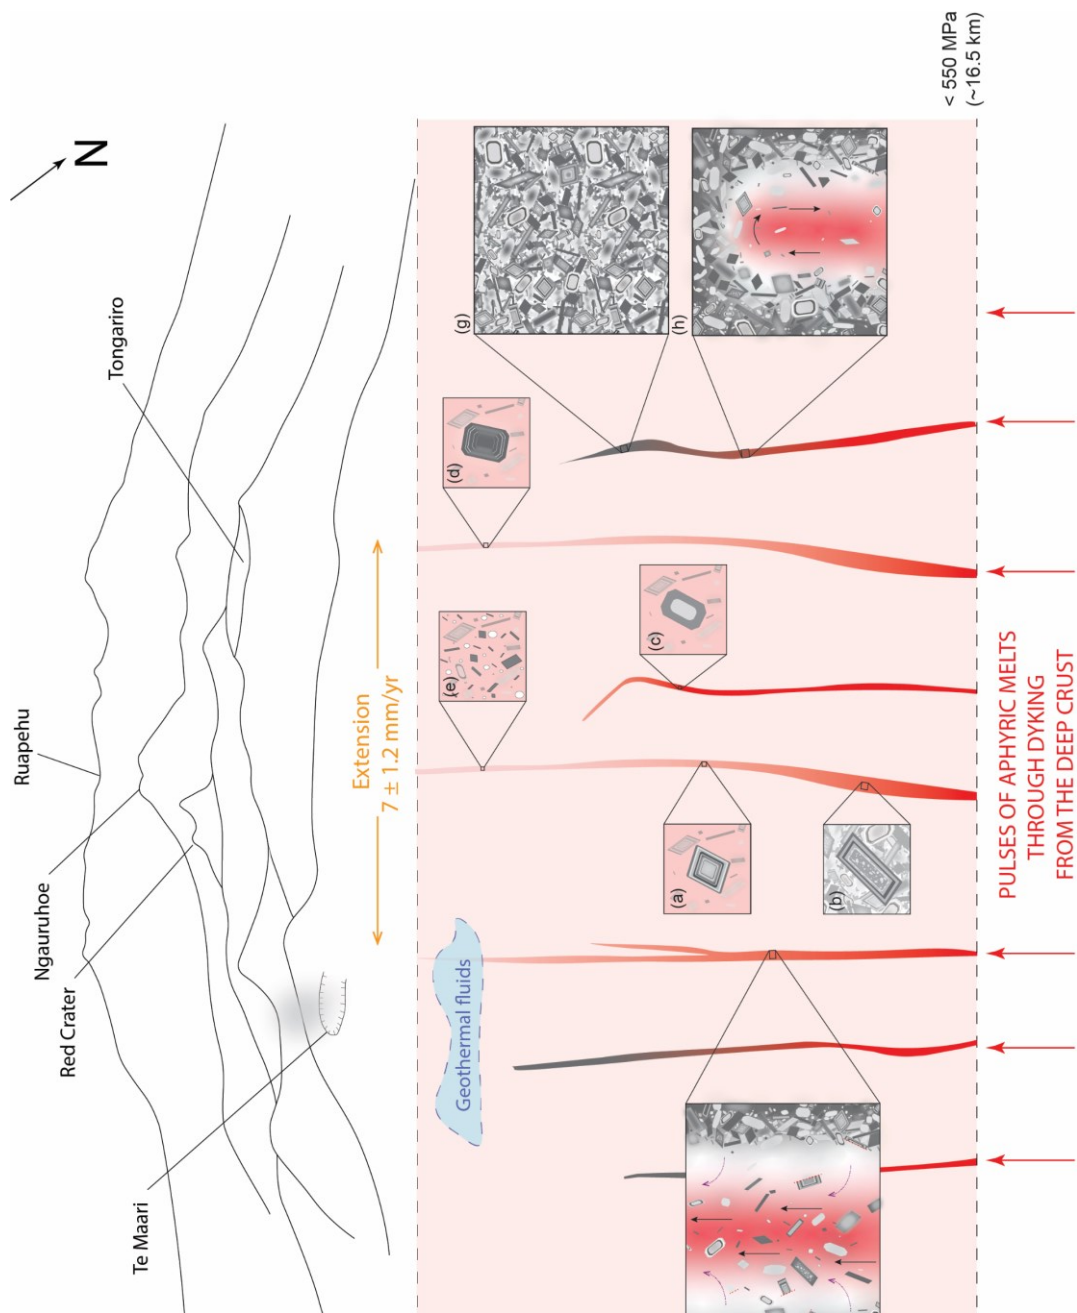 N
Ruapehu
Ngauruhoe
Red Crater
Te Maari
Tongariro
Extension
7 ± 1.2 mm/yr
Geothermal fluids
(a)
(b)
(c)
(d)
(e)
(g)
(h)
< 550 MPa
(~16.5 km)
PULSES OF APHYRIC MELTS
THROUGH DYKING
FROM THE DEEP CRUST